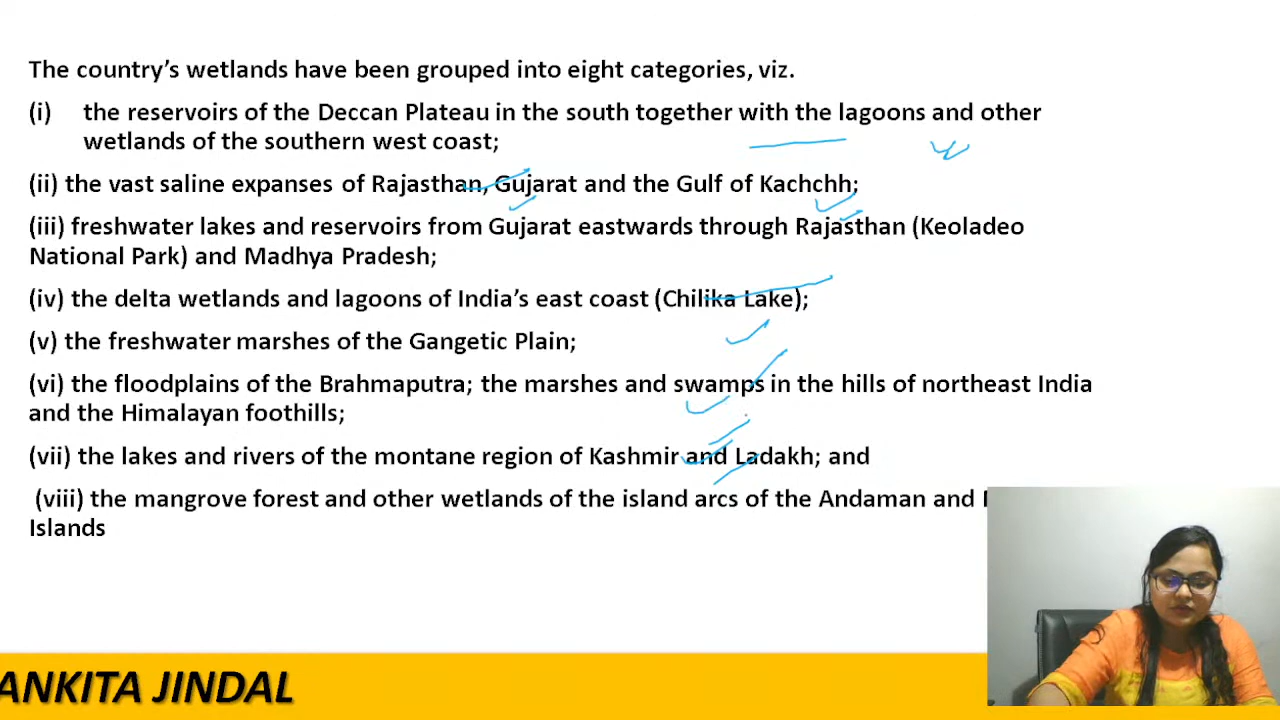 The country’s wetlands have been grouped into eight categories, viz.
(i) the reservoirs of the Deccan Plateau in the south together with the lagoons and other
wetlands of the southern west coast;
(ii) the vast saline expanses of Rajasthan, Gujarat and the Gulf of Kachchh;
(iii) freshwater lakes and reservoirs from Gujarat eastwards through Rajasthan (Keoladeo
National Park) and Madhya Pradesh;
(iv) the delta wetlands and lagoons of India’s east coast (Chilika Lake);
(v) the freshwater marshes of the Gangetic Plain;
(vi) the floodplains of the Brahmaputra; the marshes and swamps in the hills of northeast India
and the Himalayan foothills;
(vii) the lakes and rivers of the montane region of Kashmir and Ladakh; and
(viii) the mangrove forest and other wetlands of the island arcs of the Andaman and
Islands
ANKITA JINDAL